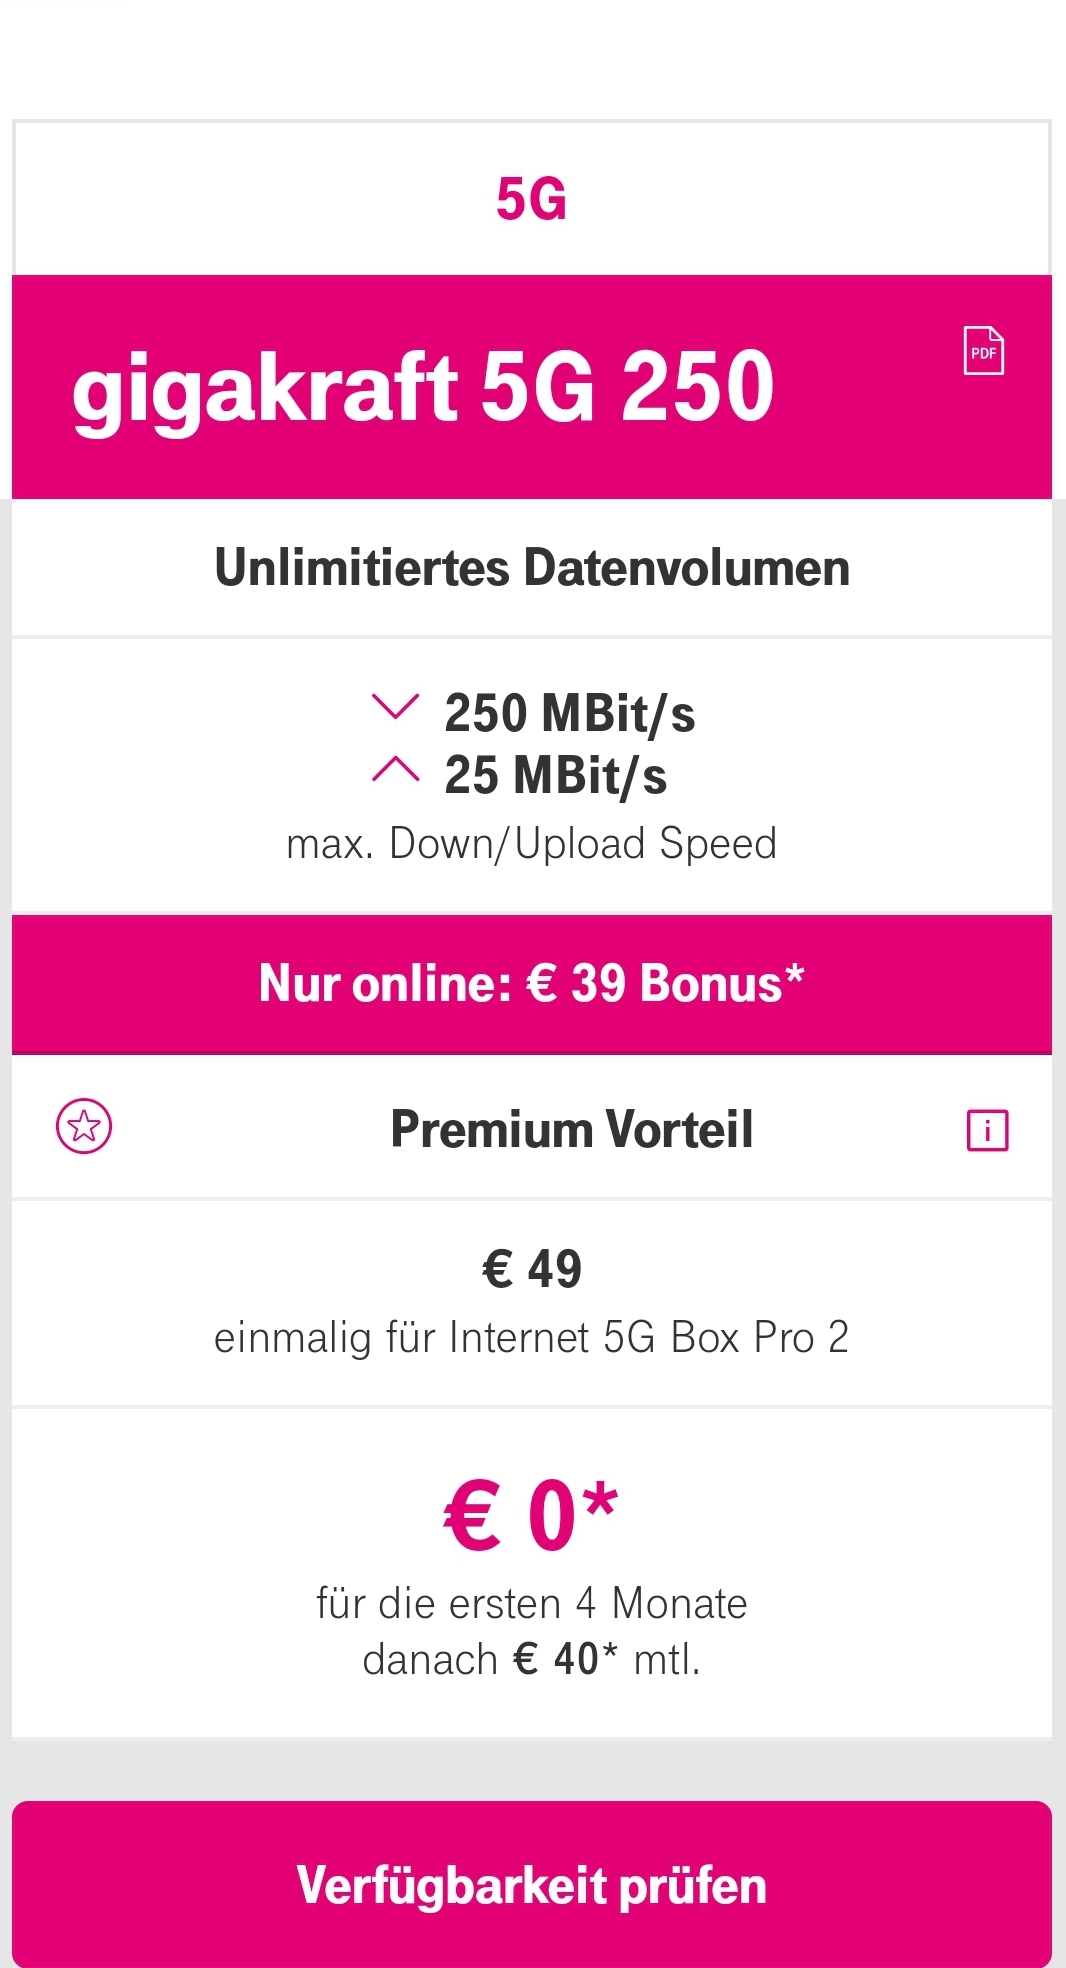 5G
gigakraft 5G 250
PDF
Unlimitiertes Datenvolumen
250 MBit/s
25 MBit/s
max. Down/Upload Speed
Nur online: € 39 Bonus*
Premium Vorteil
i
€ 49
einmalig für Internet 5G Box Pro 2
€ 0*
für die ersten 4 Monate
danach € 40* mtl.
Verfügbarkeit prüfen